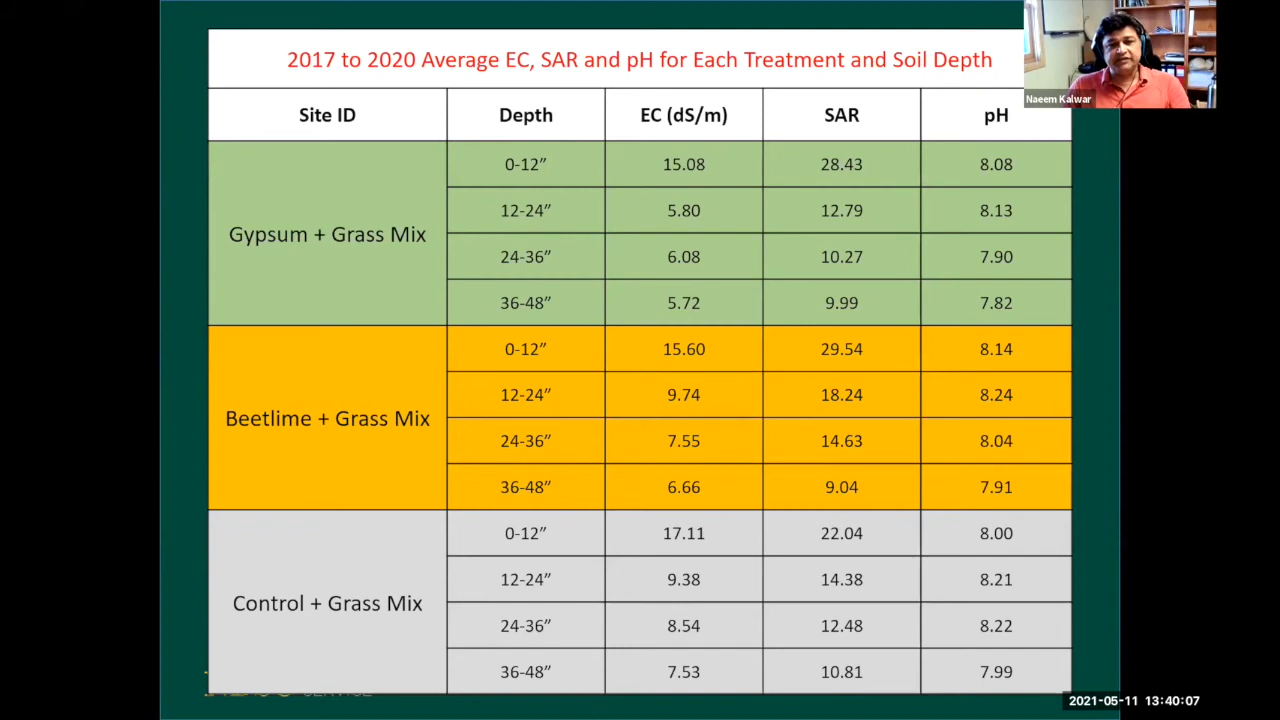 2017 to 2020 Average EC, SAR and pH for Each Treatment and Soil Depth
Naeem Kalwar
Site ID Depth EC (dS/m) SAR pH
Gypsum + Grass Mix
0-12” 15.08 28.43 8.08
12-24” 5.80 12.79 8.13
24-36” 6.08 10.27 7.90
36-48” 5.72 9.99 7.82
Beetlime + Grass Mix
0-12” 15.60 29.54 8.14
12-24” 9.74 18.24 8.24
24-36” 7.55 14.63 8.04
36-48” 6.66 9.04 7.91
Control + Grass Mix
0-12” 17.11 22.04 8.00
12-24” 9.38 14.38 8.21
24-36” 8.54 12.48 8.22
36-48” 7.53 10.81 7.99
2021-05-11 13:40:07